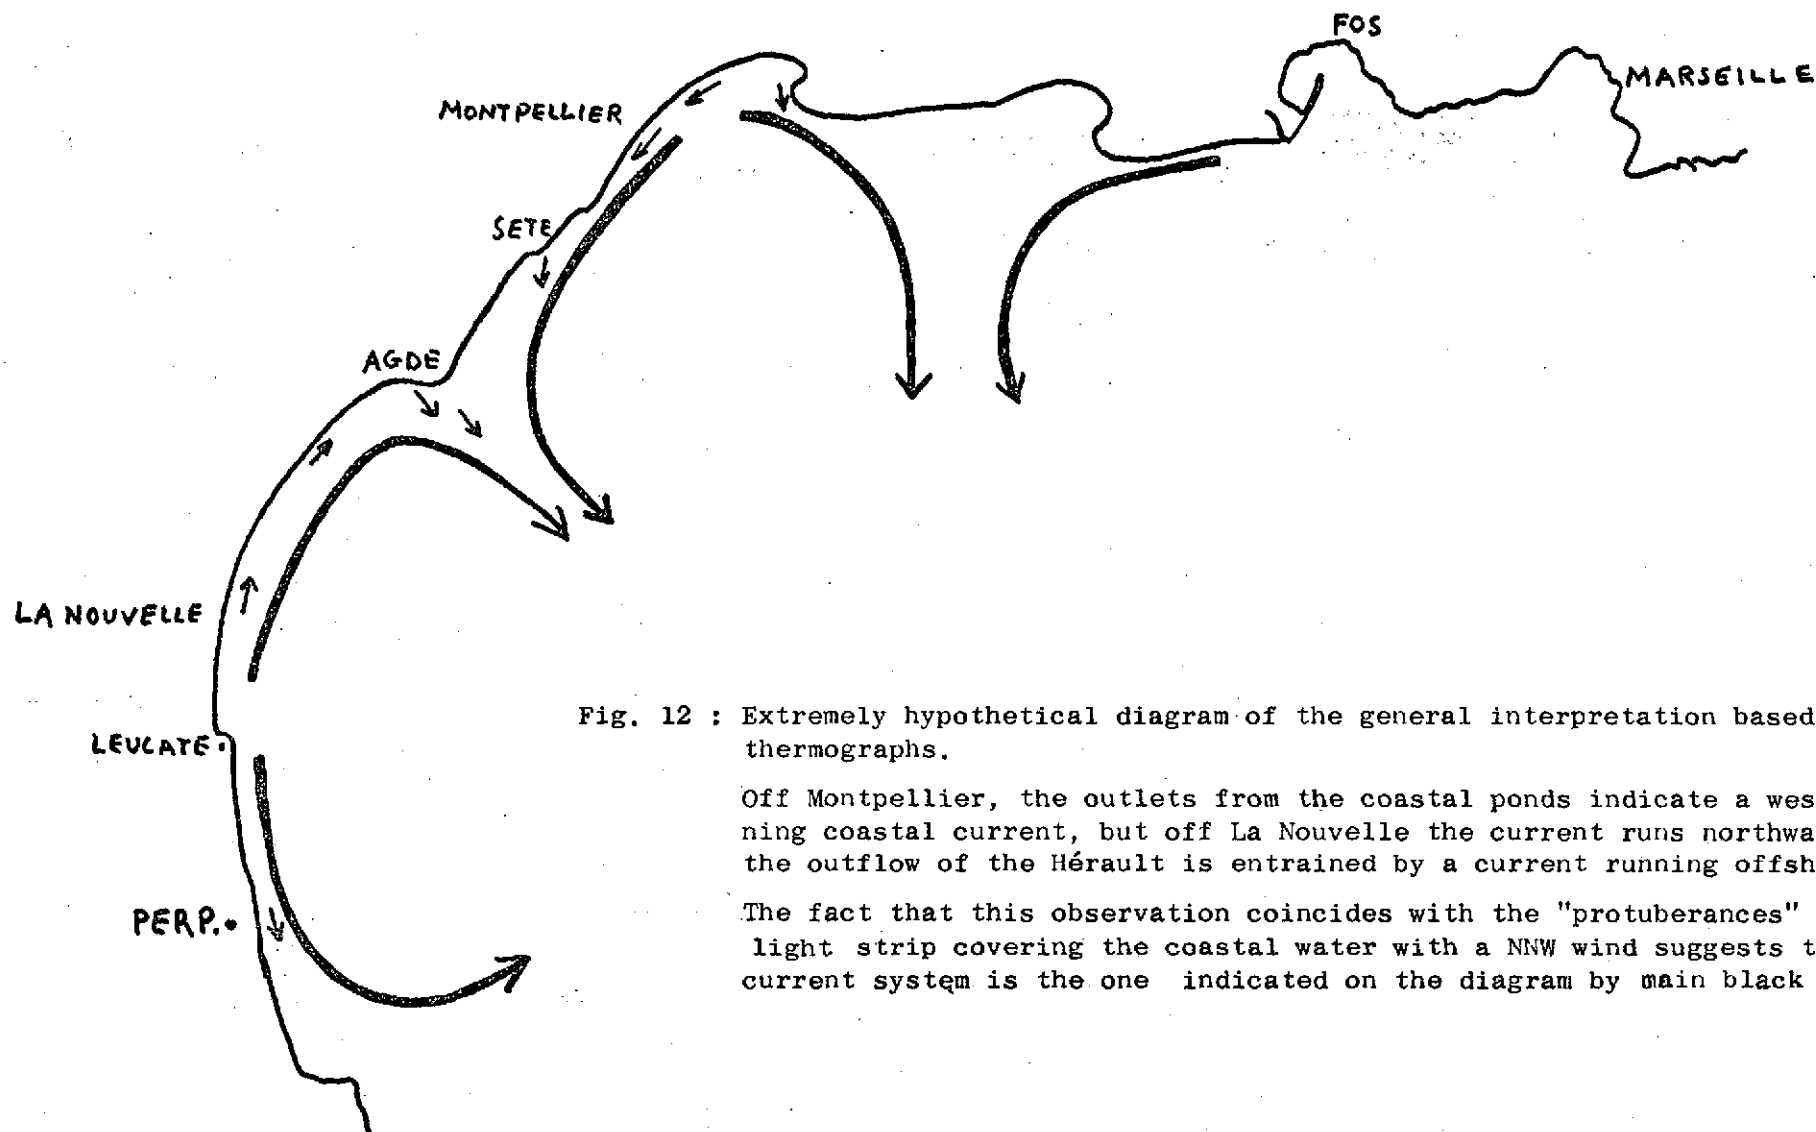 FOS
MARSEILLE
MONTPELLIER
SETE
AGDE
LA NOUVELLE
LEUCATE
PERP.
Fig. 12 : Extremely hypothetical diagram of the general interpretation based
thermographs.
Off Montpellier, the outlets from the coastal ponds indicate a wes
ning coastal current, but off La Nouvelle the current runs northwa
the outflow of the Hérault is entrained by a current running offsh
The fact that this observation coincides with the "protuberances"
light strip covering the coastal water with a NNW wind suggests t
current system is the one indicated on the diagram by main black